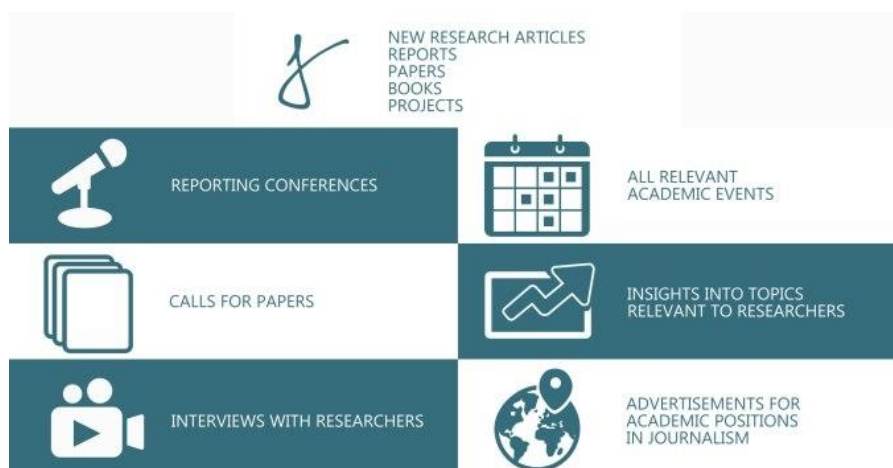 NEW RESEARCH ARTICLES
REPORTS
PAPERS
BOOKS
PROJECTS
REPORTING CONFERENCES
ALL RELEVANT
ACADEMIC EVENTS
CALLS FOR PAPERS
INSIGHTS INTO TOPICS
RELEVANT TO RESEARCHERS
INTERVIEWS WITH RESEARCHERS
ADVERTISEMENTS FOR
ACADEMIC POSITIONS
IN JOURNALISM